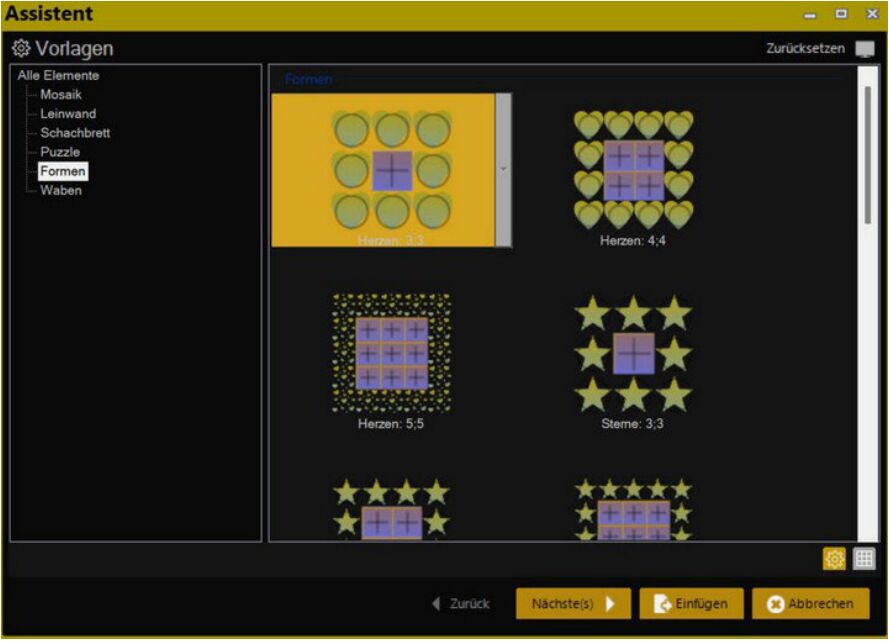 Assistent
Vorlagen
Zurücksetzen
Alle Elemente
Mosaik
Leinwand
Schachbrett
Puzzle
Formen
Waben
Formen
Herzen: 3;3
Herzen: 4;4
Herzen: 5;5
Sterne: 3;3
Zurück
Nächste(s)
Einfügen
Abbrechen